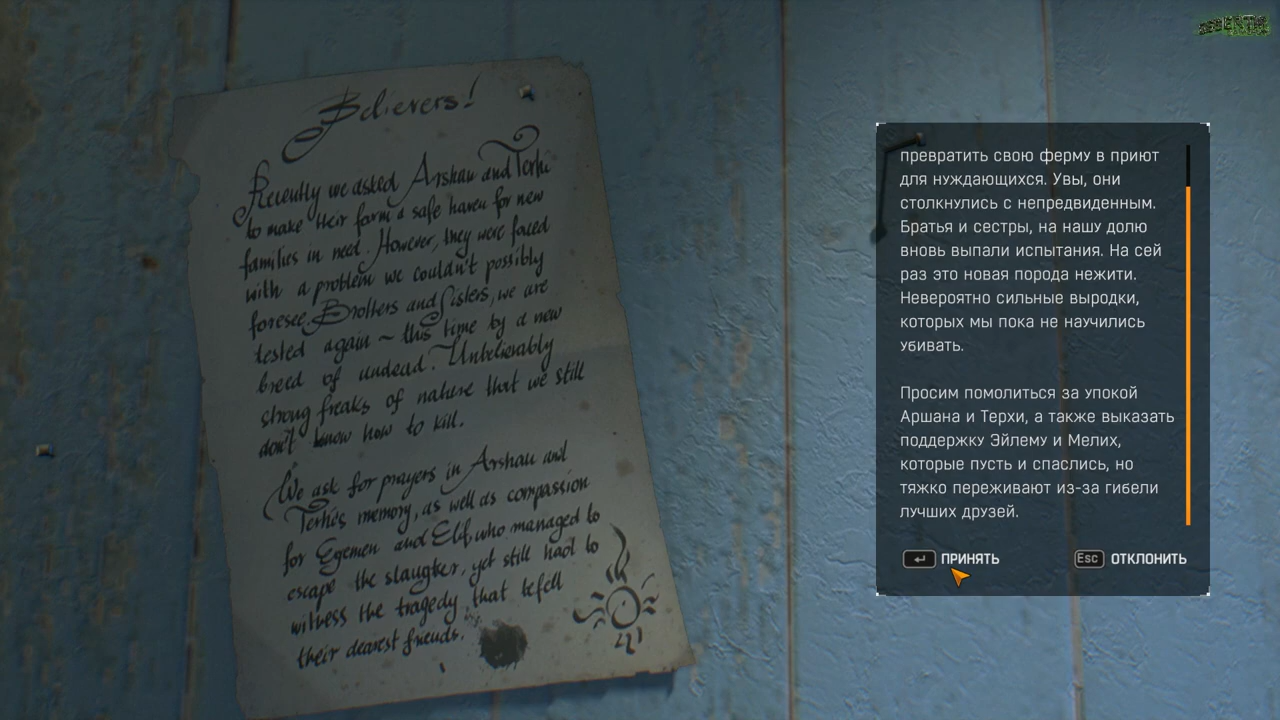 Believers!
Recently we asked Arshan and Terhi
to make their farm a safe haven for new
families in need. However, they were faced
with a problem we couldn't possibly
foresee. Brothers and Sisters, we are
tested again ~ this time by a new
breed of undead. Unbelievably
strong freaks of nature that we still
don't know how to kill.
We ask for prayers in Arshan and
Terhi's memory, as well as compassion
for Egemen and Elif, who managed to
escape the slaughter, yet still had to
witness the tragedy that befell
their dearest friends.
превратить свою ферму в приют
для нуждающихся. Увы, они
столкнулись с непредвиденным.
Братья и сестры, на нашу долю
вновь выпали испытания. На сей
раз это новая порода нежити.
Невероятно сильные выродки,
которых мы пока не научились
убивать.
Просим помолиться за упокой
Аршана и Терхи, а также выказать
поддержку Эйлему и Мелих,
которые пусть и спаслись, но
тяжко переживают из-за гибели
лучших друзей.
ПРИНЯТЬ
Esc ОТКЛОНИТЬ